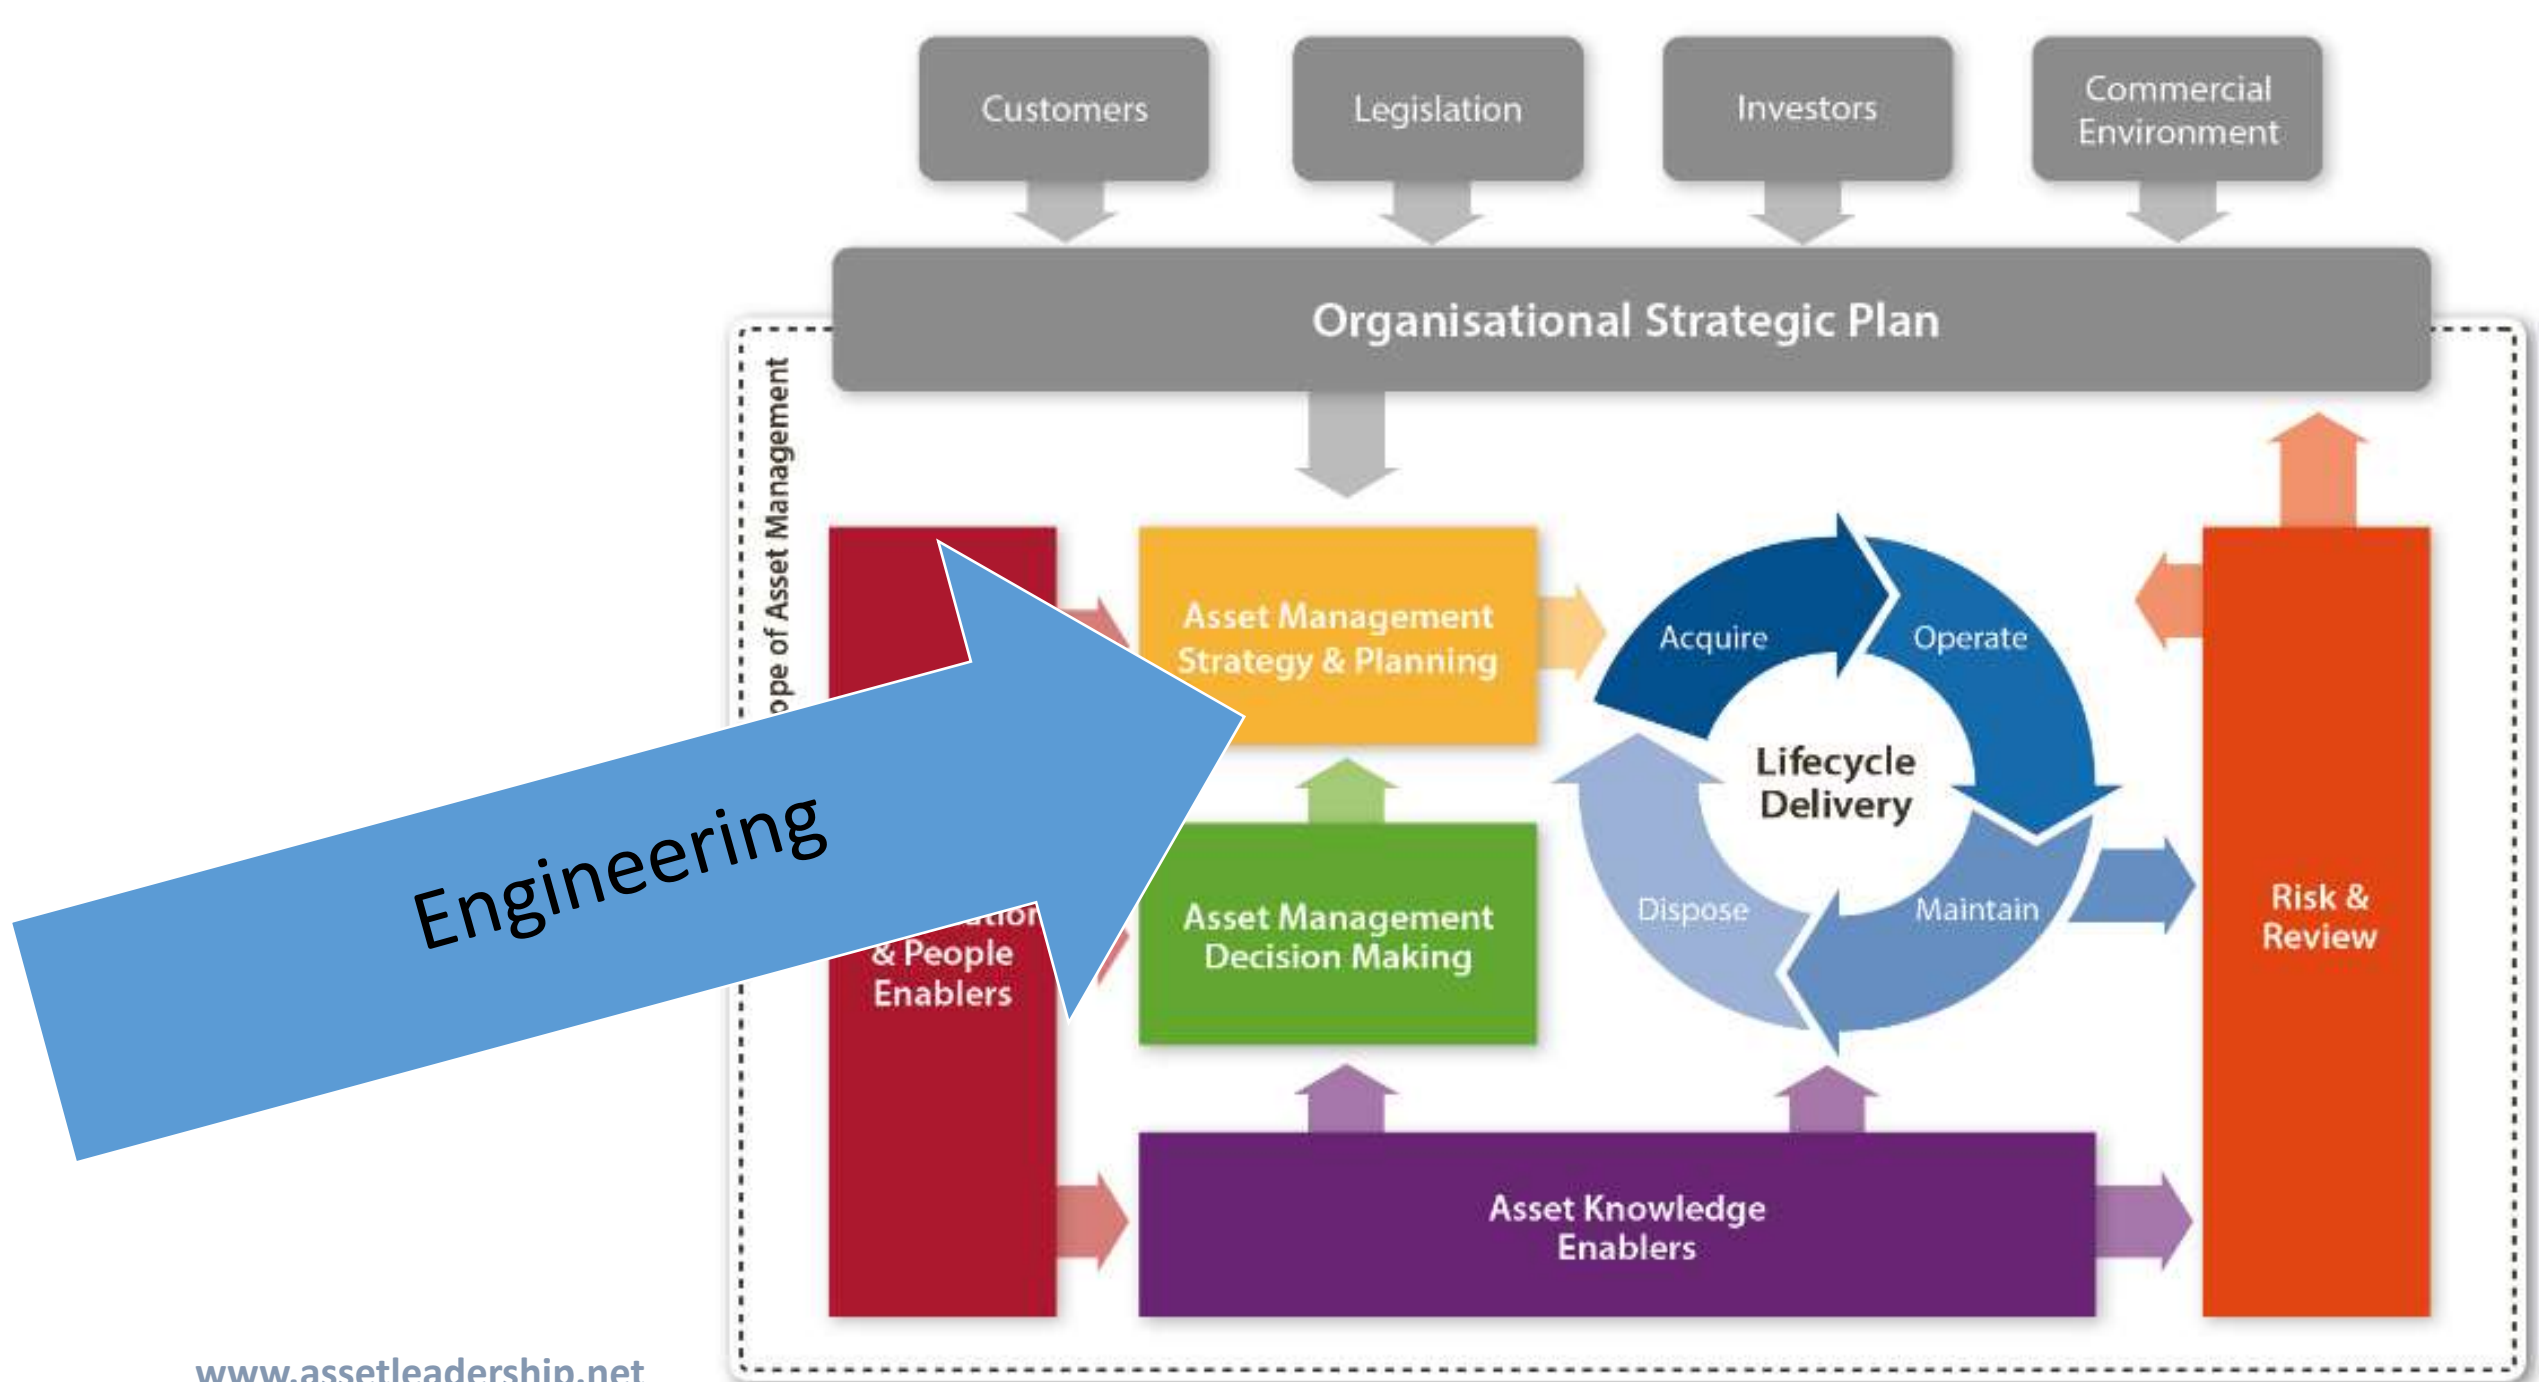 Customers
Legislation
Investors
Commercial
Environment
Organisational Strategic Plan
of Asset Management
Asset Management
Strategy & Planning
Acquire
Operate
Lifecycle
Delivery
Dispose
Maintain
Engineering
& People
Enablers
Asset Management
Decision Making
Risk &
Review
Asset Knowledge
Enablers
www.assetleadership.net